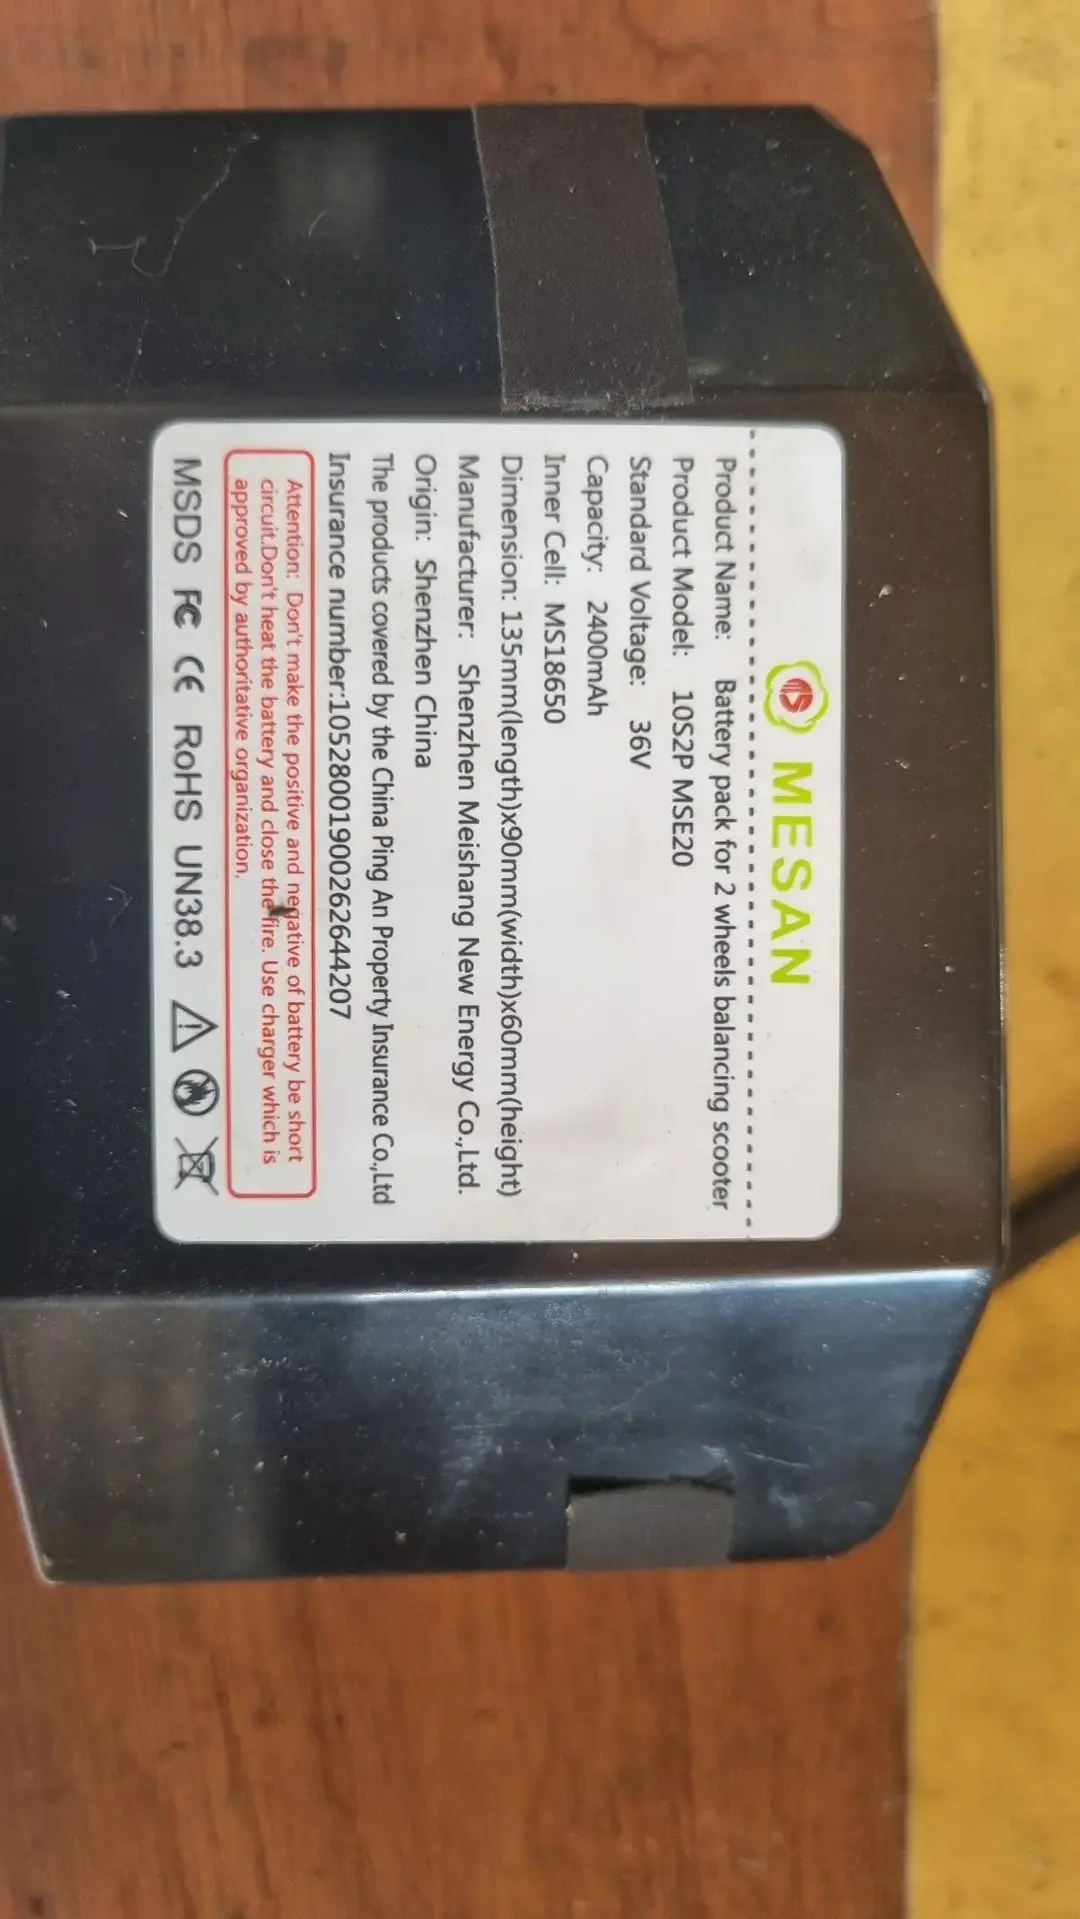 MESAN
Product Name: Battery pack for 2 wheels balancing scooter
Product Model: 10S2P MSE20
Standard Voltage: 36V
Capacity: 2400mAh
Inner Cell: MS18650
Dimension: 135mm(length)x90mm(width)x60mm(height)
Manufacturer: Shenzhen Meishang New Energy Co.,Ltd.
Origin: Shenzhen China
The products covered by the China Ping An Property Insurance Co.,Ltd
Insurance number:10528001900262644207
Attention: Don't make the positive and negative of battery be short
circuit.Don't heat the battery and close the fire. Use charger which is
approved by authoritative organization.
MSDS FC CE RoHS UN38.3